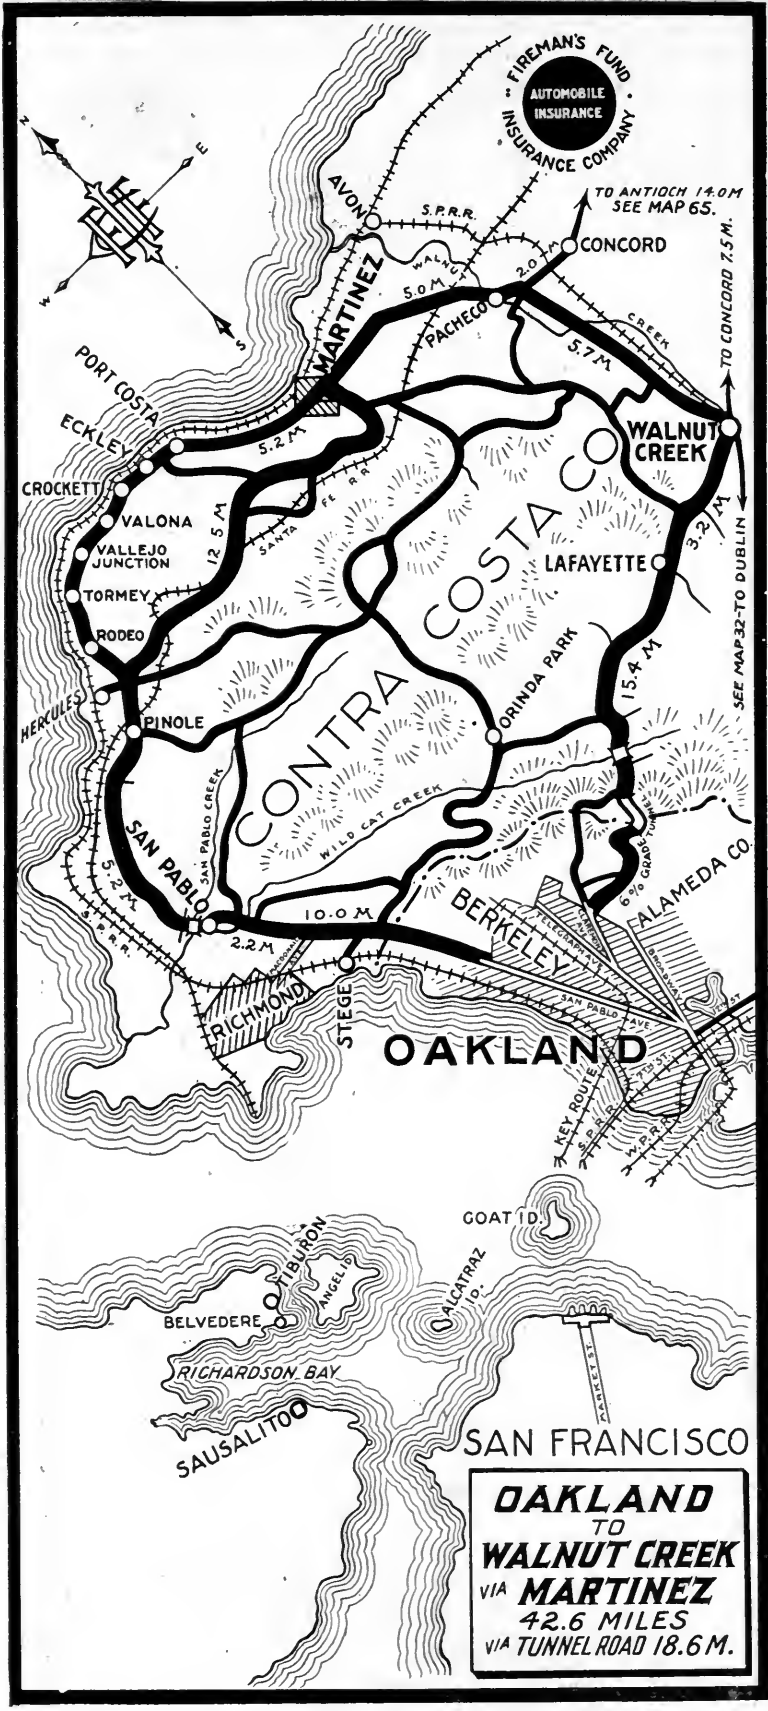 "FIREMAN'S FUND
AUTOMOBILE
INSURANCE
INSURANCE COMPANY
N
E
W
S
AVON
S.P.R.R.
TO ANTIOCH 14.0 M
SEE MAP 65.
CONCORD
2.0 M
TO CONCORD 7.5 M.
WALNUT
CREEK
5.0 M
PACHECO
MARTINEZ
5.7 M
PORT COSTA
ECKLEY
5.2 M
WALNUT
CREEK
CROCKETT
VALONA
12.5 M
SANTA FE RR
3.2 M
VALLEJO
JUNCTION
LAFAYETTE
TORMEY
CONTRA COSTA CO
RODEO
SEE MAP 32-TO DUBLIN
15.4 M
ORINDA PARK
HERCULES
PINOLE
SAN PABLO CREEK
WILD CAT CREEK
SAN PABLO
5.2 M
6% GRADE TUNNEL
ALAMEDA CO.
S.P.R.R.
10.0 M
2.2 M
MACDONALD
BERKELEY
TELEGRAPH AVE
CLAREMONT AVE
BROADWAY
RICHMOND
STEGE
SAN PABLO AVE.
OAKLAND
7TH ST.
KEY ROUTE
S.P.R.R.
W.P.R.R.
GOAT ID.
TIBURON
ANGEL ID
ALCATRAZ
ID.
BELVEDERE
RICHARDSON BAY
SAUSALITO
MARKET ST.
SAN FRANCISCO
OAKLAND
TO
WALNUT CREEK
VIA MARTINEZ
42.6 MILES
VIA TUNNEL ROAD 18.6 M.